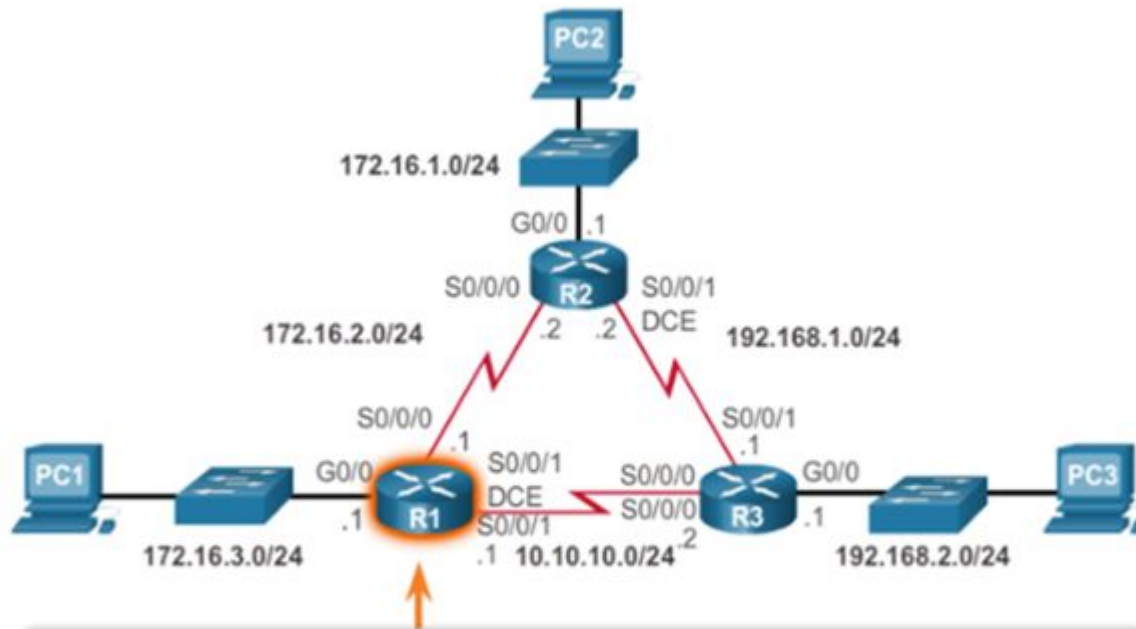 PC2
172.16.1.0/24
G0/0 .1
S0/0/0 R2 S0/0/1
DCE
.2 .2
172.16.2.0/24 192.168.1.0/24
S0/0/0 S0/0/1
.1 .1
PC1 G0/0 S0/0/1 S0/0/0 G0/0 PC3
DCE
.1 R1 S0/0/1 S0/0/0 R3 .1
172.16.3.0/24 .1 10.10.10.0/24 .2 192.168.2.0/24